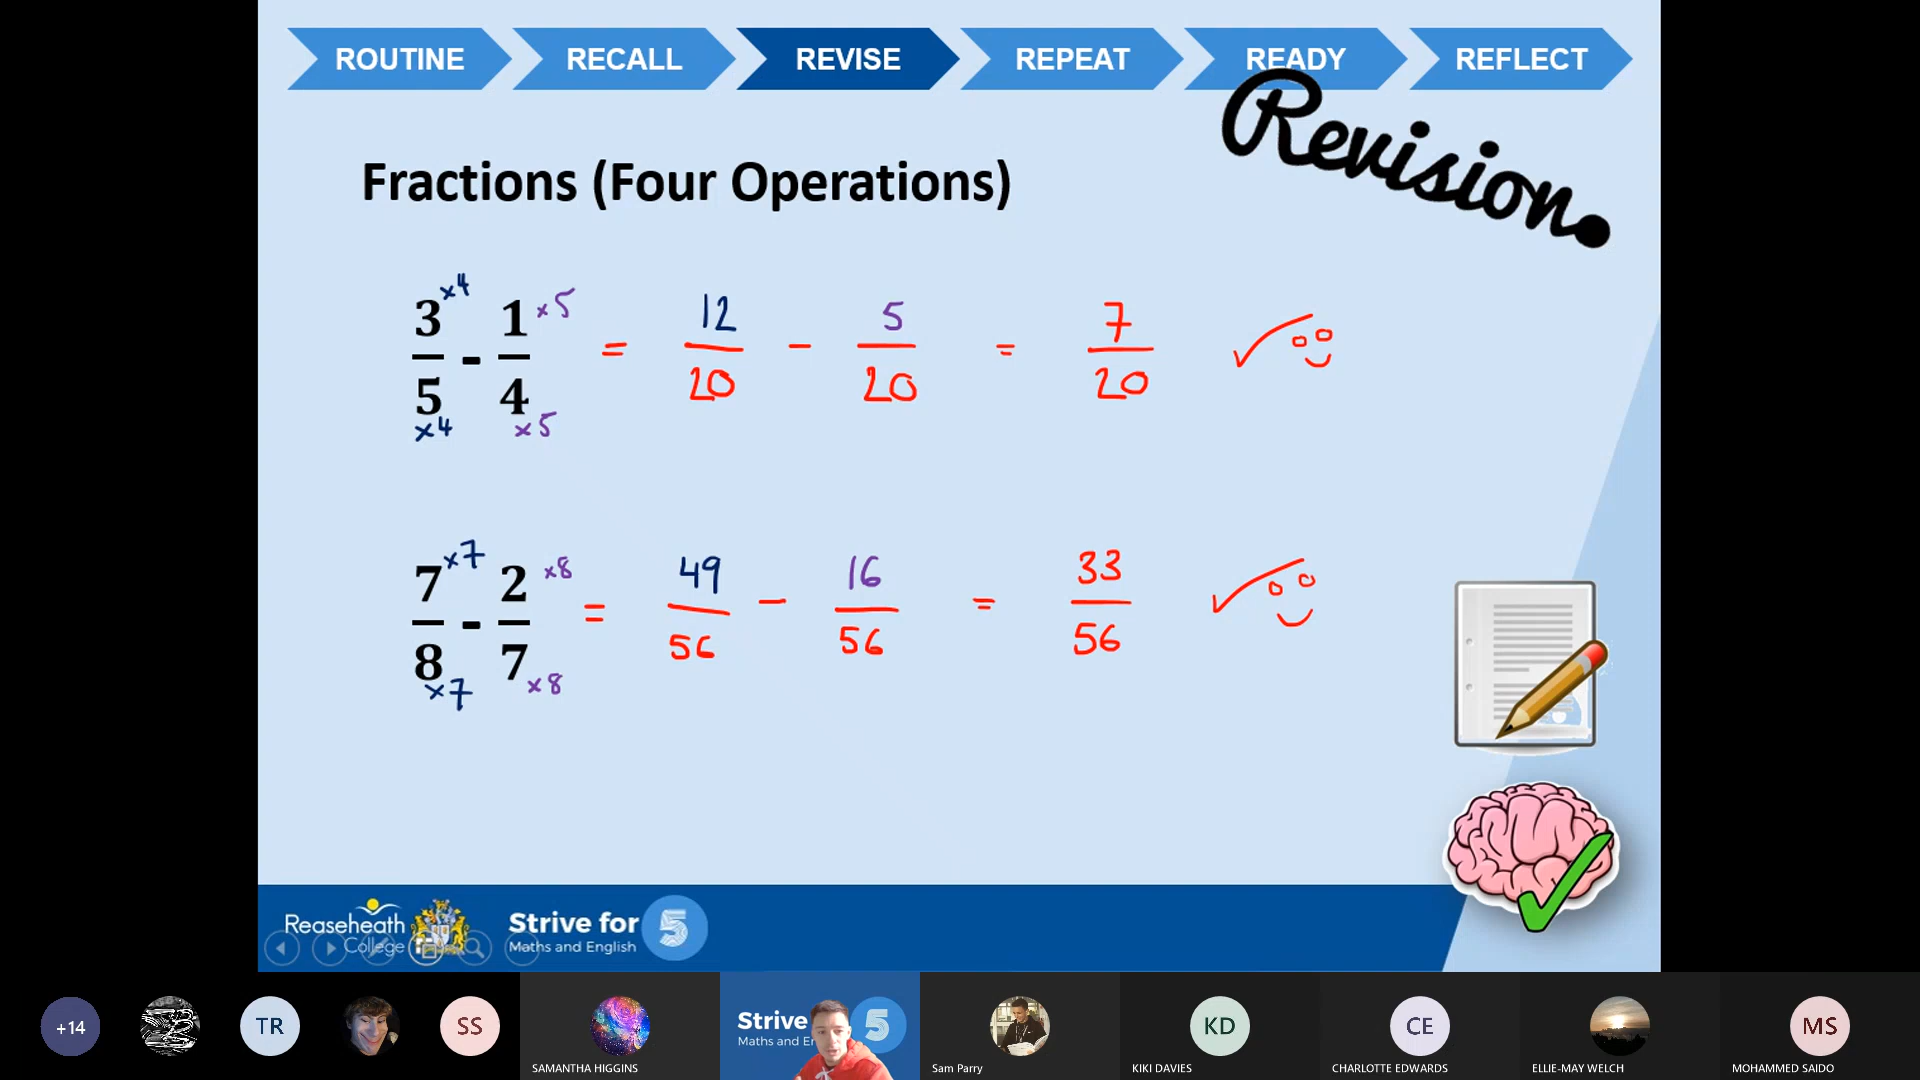 ROUTINE RECALL REVISE REPEAT READY REFLECT
Revision.
Fractions (Four Operations)
3 ×4 - 1 ×5 = 12 - 5 = 7
5 ×4 4 ×5 20 20 20
7 ×7 - 2 ×8 = 49 - 16 = 33
8 ×7 7 ×8 56 56 56
Reaseheath College
Strive for 5
Maths and English
+14 TR SS Strive 5 KD CE MS
Maths and En
SAMANTHA HIGGINS Sam Parry KIKI DAVIES CHARLOTTE EDWARDS ELLIE-MAY WELCH MOHAMMED SAIDO